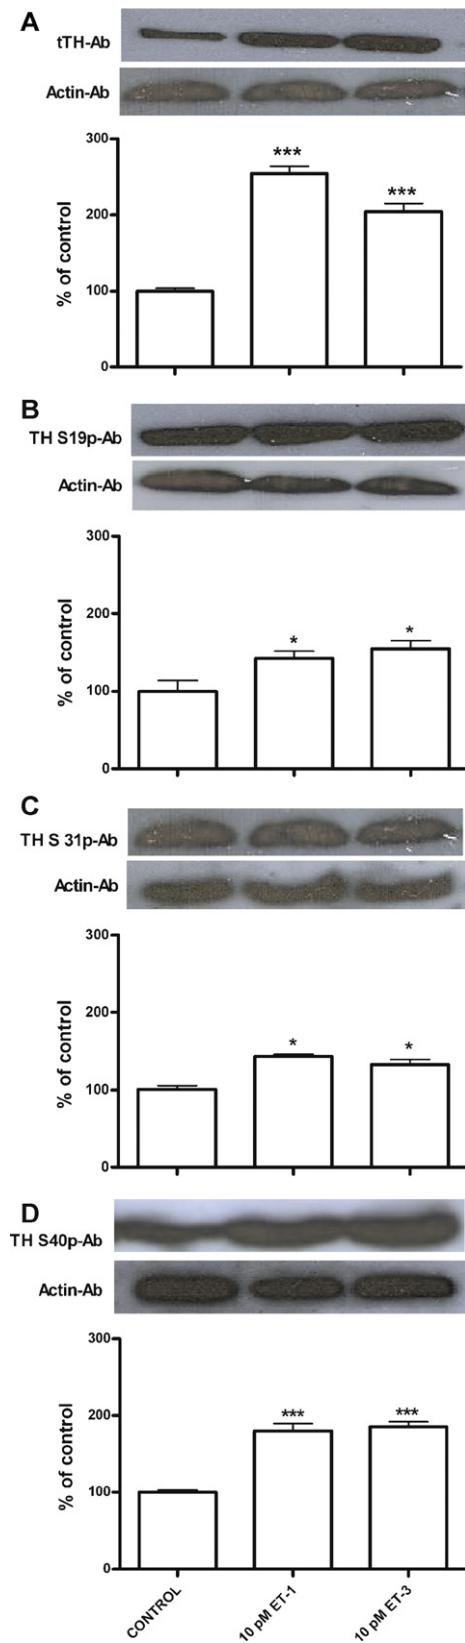 A
tTH-Ab
Actin-Ab
300
200
100
0
% of control
***
***
B
TH S19p-Ab
Actin-Ab
300
200
100
0
% of control
*
*
C
TH S 31p-Ab
Actin-Ab
300
200
100
0
% of control
*
*
D
TH S40p-Ab
Actin-Ab
300
200
100
0
% of control
***
***
CONTROL
10 pM ET-1
10 pM ET-3